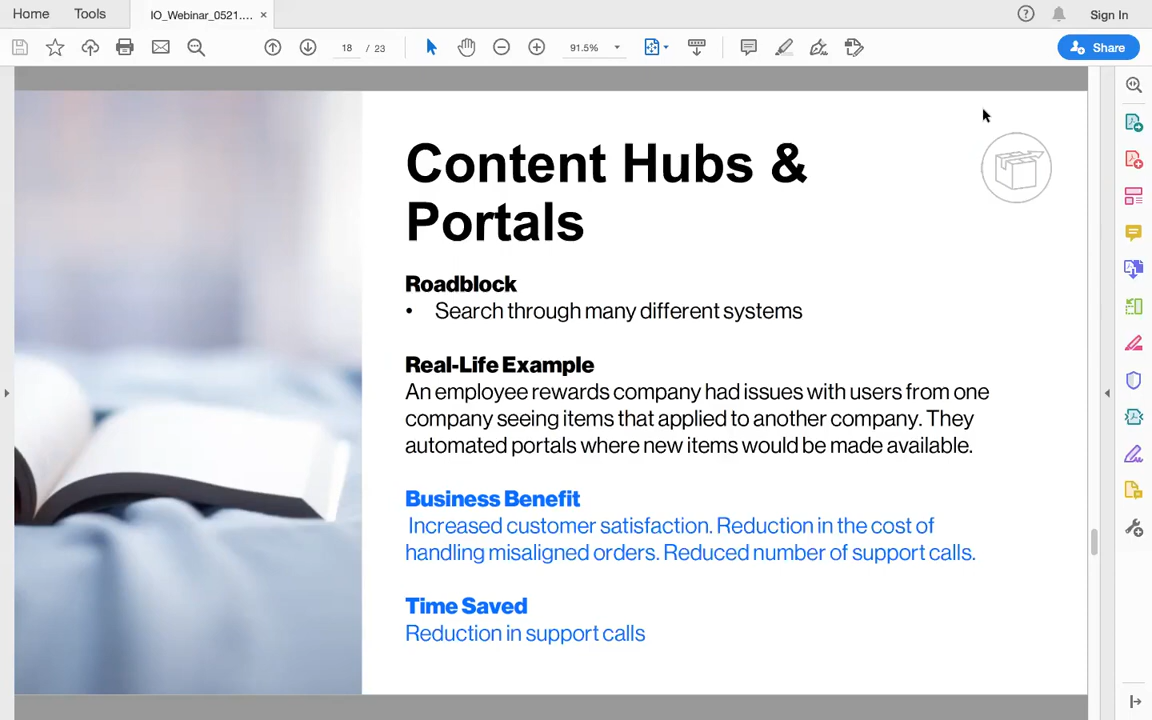 Home
Tools
IO_Webinar_0521....
×
Sign In
18 / 23
91.5%
Share
Content Hubs &
Portals
Roadblock
• Search through many different systems
Real-Life Example
An employee rewards company had issues with users from one
company seeing items that applied to another company. They
automated portals where new items would be made available.
Business Benefit
Increased customer satisfaction. Reduction in the cost of
handling misaligned orders. Reduced number of support calls.
Time Saved
Reduction in support calls